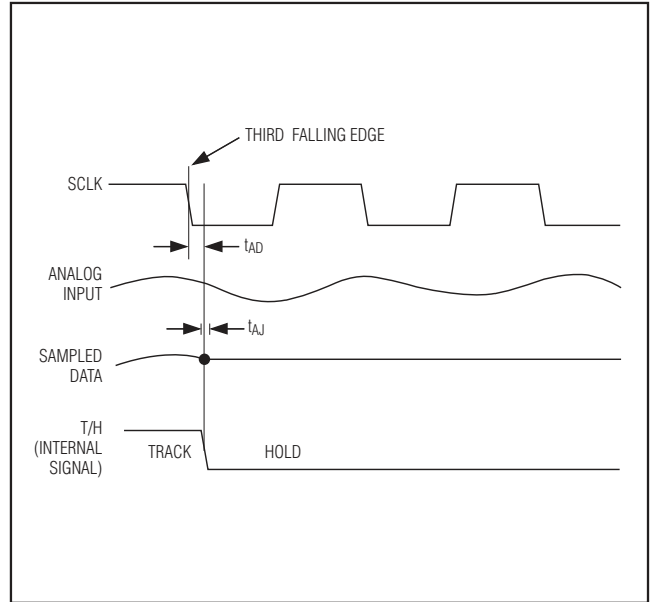 THIRD FALLING EDGE
SCLK
tAD
ANALOG
INPUT
tAJ
SAMPLED
DATA
T/H
(INTERNAL
SIGNAL)
TRACK
HOLD